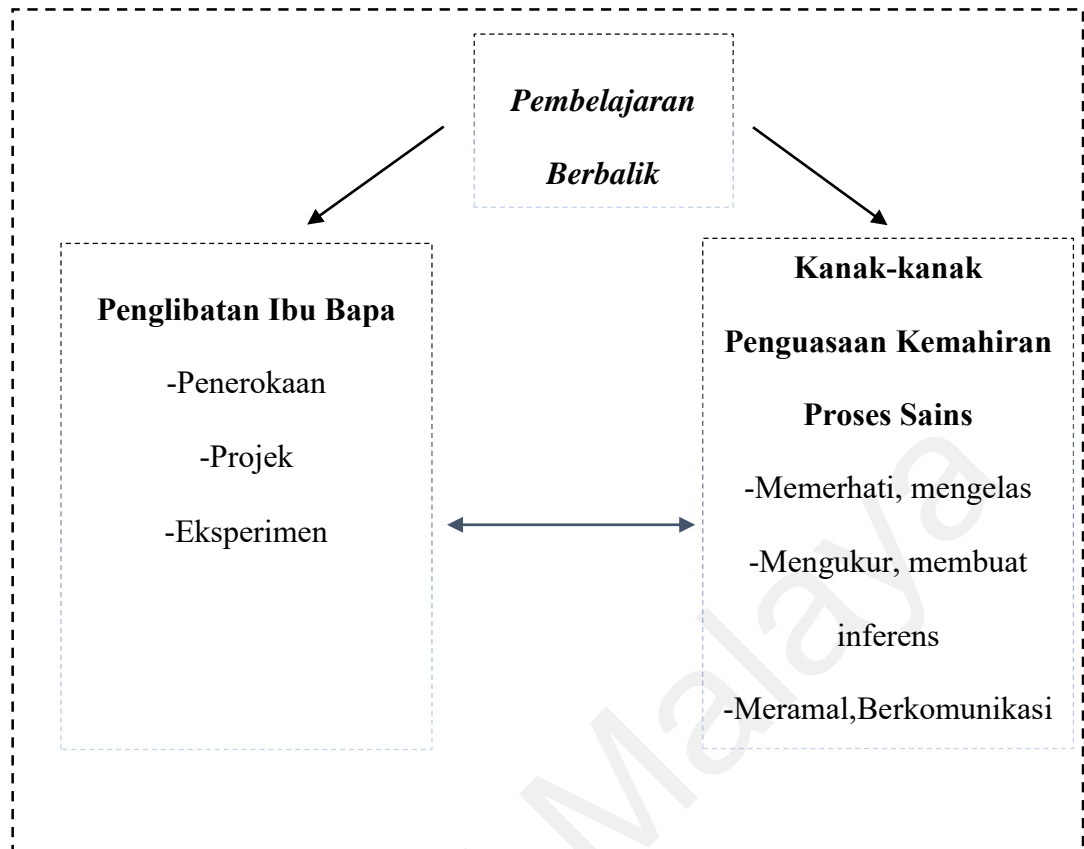 Pembelajaran
Berbalik
Penglibatan Ibu Bapa
-Penerokaan
-Projek
-Eksperimen
Kanak-kanak
Penguasaan Kemahiran
Proses Sains
-Memerhati, mengelas
-Mengukur, membuat
inferens
-Meramal,Berkomunikasi
Malaya